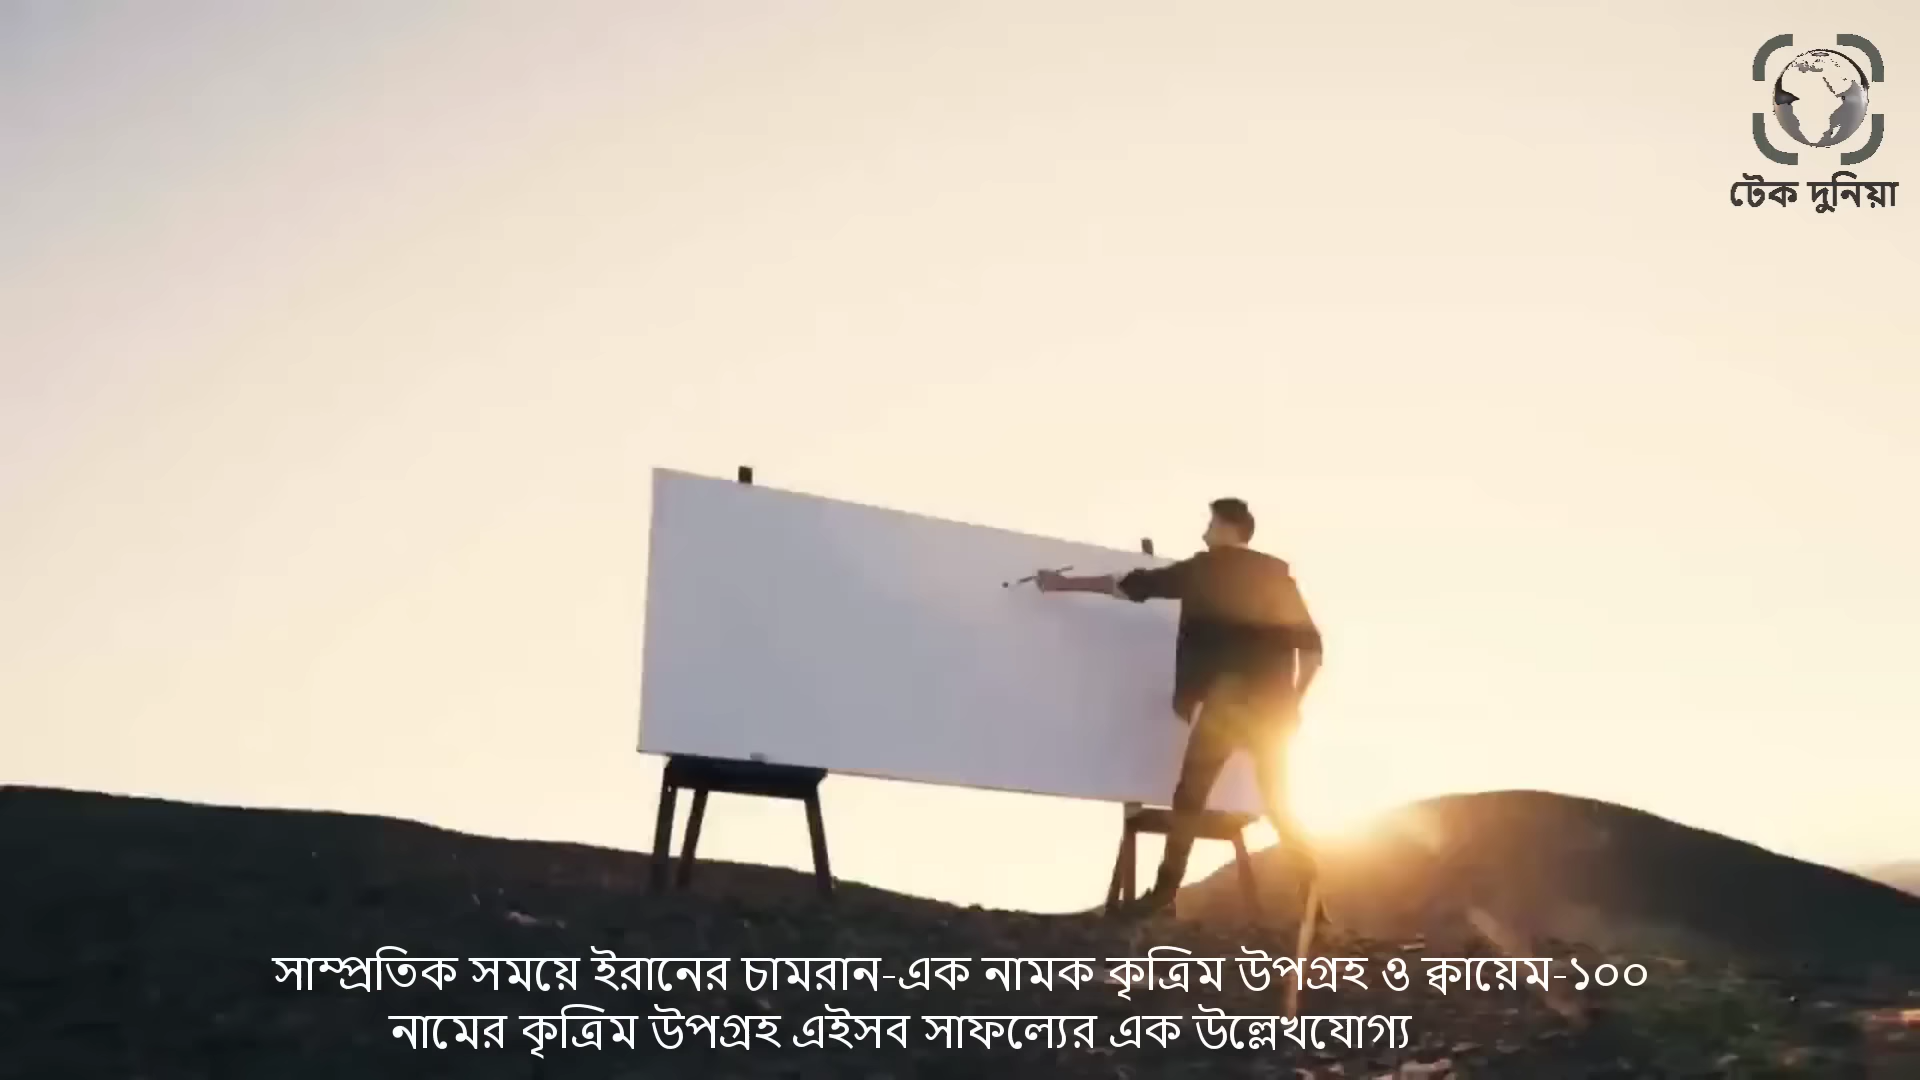 টেক দুনিয়া
সাম্প্রতিক সময়ে ইরানের চামরান-এক নামক কৃত্রিম উপগ্রহ ও ক্বায়েম-১০০
নামের কৃত্রিম উপগ্রহ এইসব সাফল্যের এক উল্লেখযোগ্য